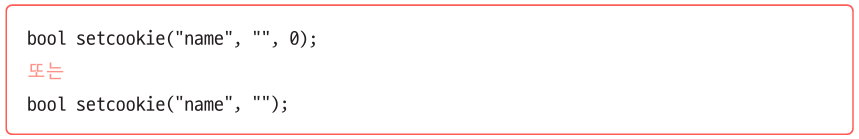 bool setcookie("name", "", 0);
또는
bool setcookie("name", "");